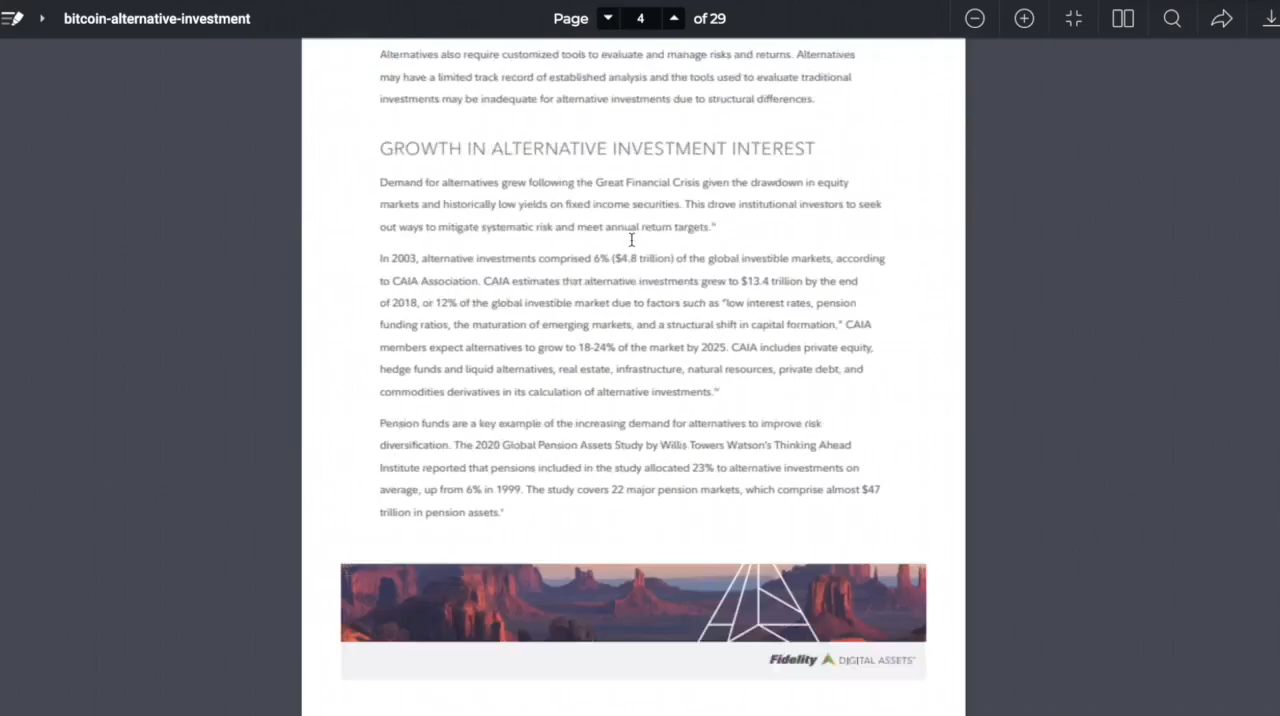 bitcoin-alternative-investment
Page 4 of 29
Alternatives also require customized tools to evaluate and manage risks and returns. Alternatives
may have a limited track record of established analysis and the tools used to evaluate traditional
investments may be inadequate for alternative investments due to structural differences.
GROWTH IN ALTERNATIVE INVESTMENT INTEREST
Demand for alternatives grew following the Great Financial Crisis given the drawdown in equity
markets and historically low yields on fixed income securities. This drove institutional investors to seek
out ways to mitigate systematic risk and meet annual return targets.
In 2003, alternative investments comprised 6% ($4.8 trillion) of the global investible markets, according
to CAIA Association. CAIA estimates that alternative investments grew to $13.4 trillion by the end
of 2018, or 12% of the global investible market due to factors such as "low interest rates, pension
funding ratios, the maturation of emerging markets, and a structural shift in capital formation." CAIA
members expect alternatives to grow to 18-24% of the market by 2025. CAIA includes private equity,
hedge funds and liquid alternatives, real estate, infrastructure, natural resources, private debt, and
commodities derivatives in its calculation of alternative investments.
Pension funds are a key example of the increasing demand for alternatives to improve risk
diversification. The 2020 Global Pension Assets Study by Willis Towers Watson's Thinking Ahead
Institute reported that pensions included in the study allocated 23% to alternative investments on
average, up from 6% in 1999. The study covers 22 major pension markets, which comprise almost $47
trillion in pension assets.
Fidelity DIGITAL ASSETS